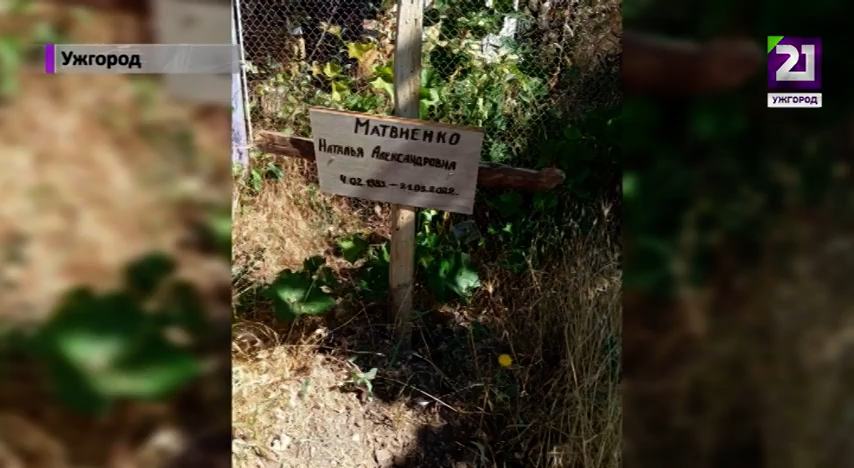 Ужгород
21
УЖГОРОД
МАТВИЕНКО
НАТАЛЬЯ АЛЕКСАНДРОВНА